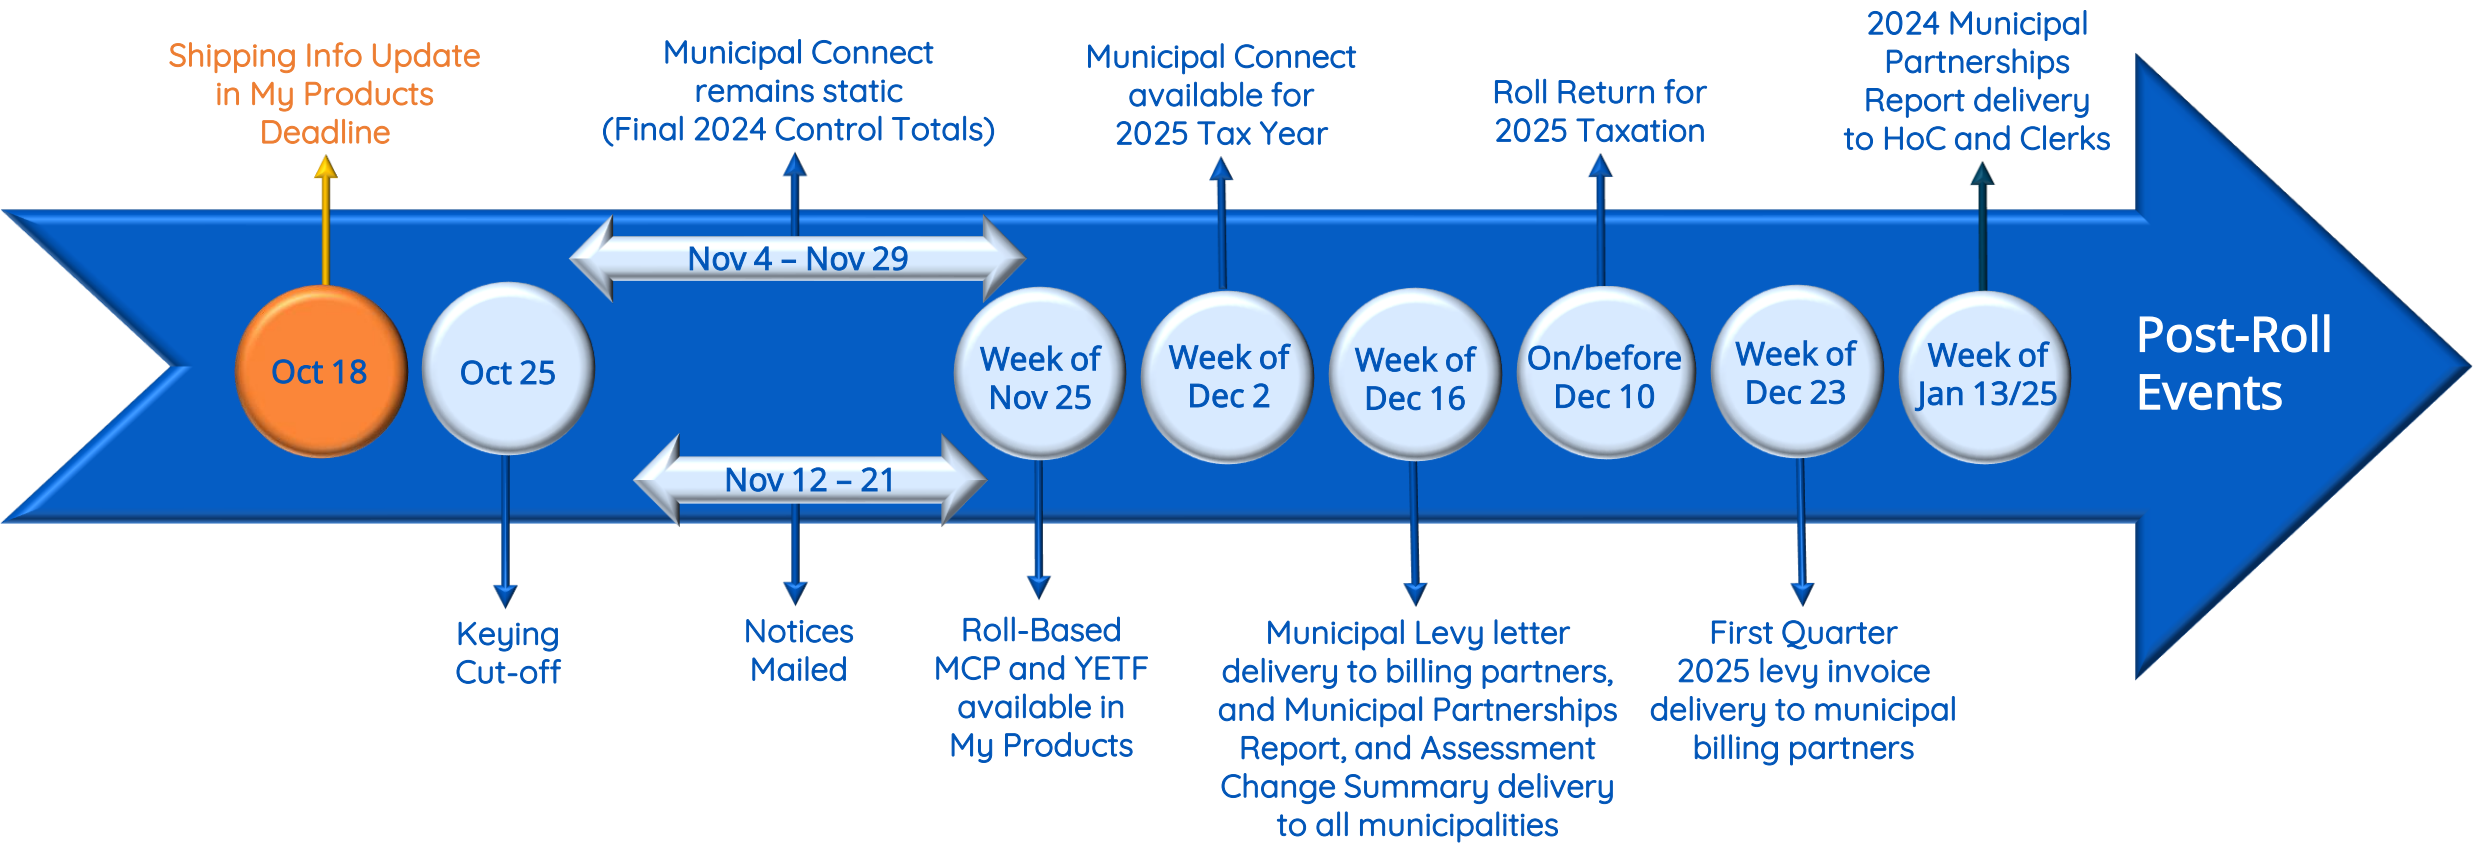 Shipping Info Update
in My Products
Deadline
Municipal Connect
remains static
(Final 2024 Control Totals)
Municipal Connect
available for
2025 Tax Year
Roll Return for
2025 Taxation
2024 Municipal
Partnerships
Report delivery
to HoC and Clerks
Nov 4 – Nov 29
Oct 18
Oct 25
Week of
Nov 25
Week of
Dec 2
Week of
Dec 16
On/before
Dec 10
Week of
Dec 23
Week of
Jan 13/25
Post-Roll
Events
Nov 12 – 21
Keying
Cut-off
Notices
Mailed
Roll-Based
MCP and YETF
available in
My Products
Municipal Levy letter
delivery to billing partners,
and Municipal Partnerships
Report, and Assessment
Change Summary delivery
to all municipalities
First Quarter
2025 levy invoice
delivery to municipal
billing partners